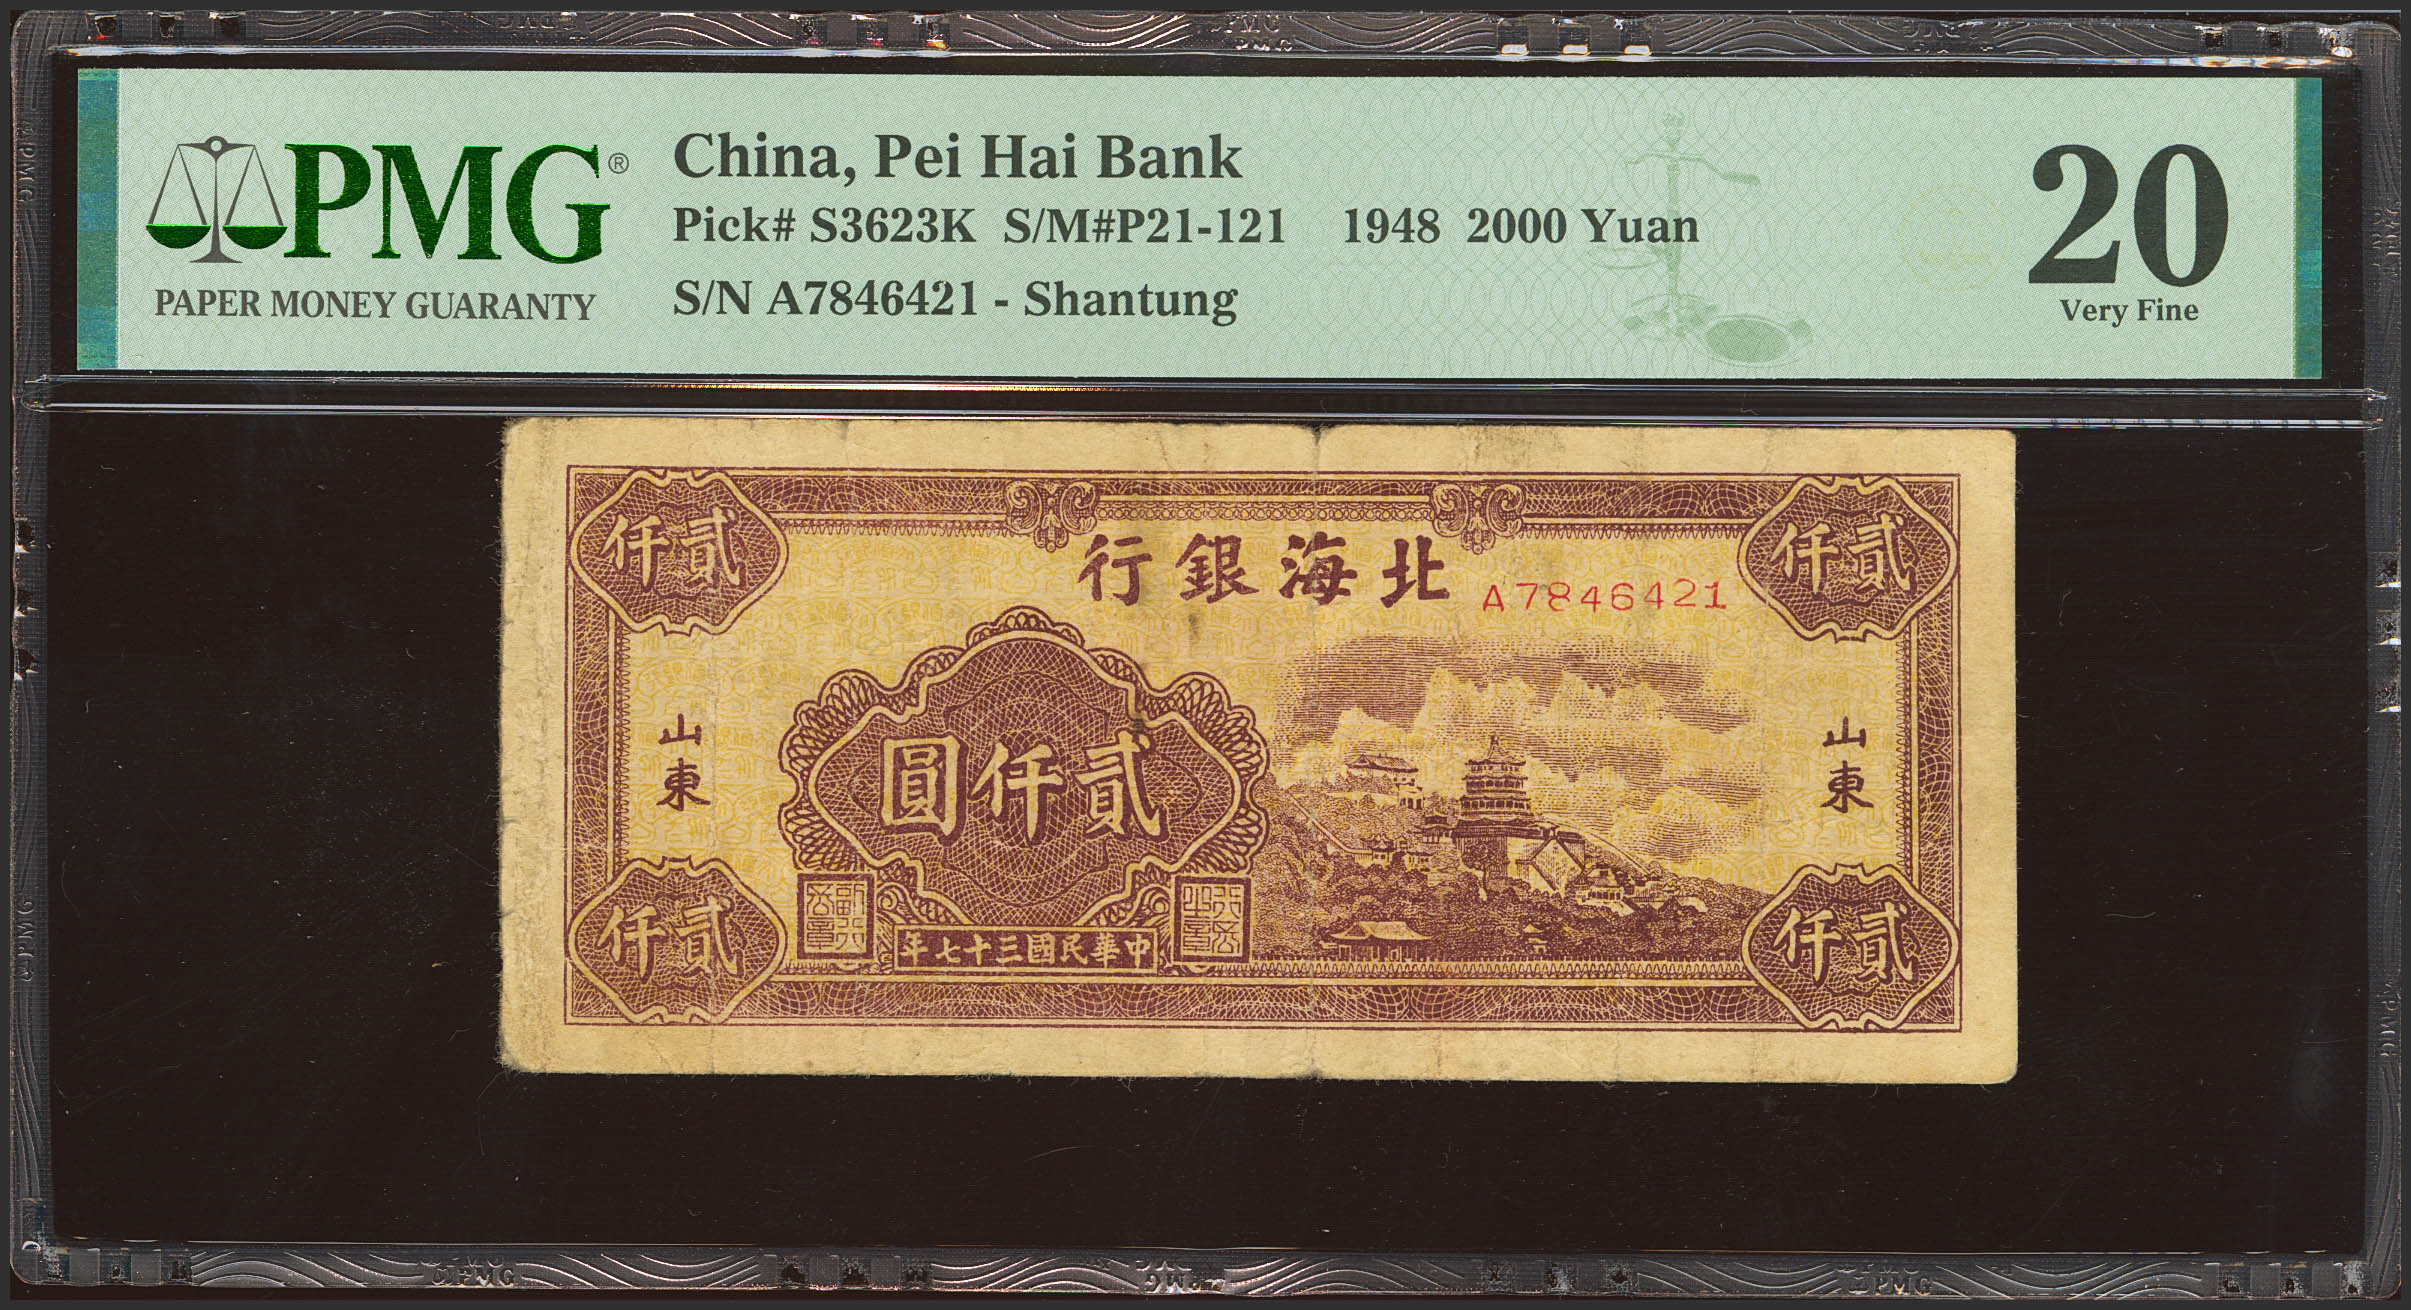 PMG®
PAPER MONEY GUARANTY
China, Pei Hai Bank
Pick# S3623K S/M#P21-121 1948 2000 Yuan
S/N A7846421 - Shantung
20
Very Fine
貳仟
貳仟
北海銀行
A7846421
山東
山東
貳仟圓
中華民國三十七年
貳仟
貳仟